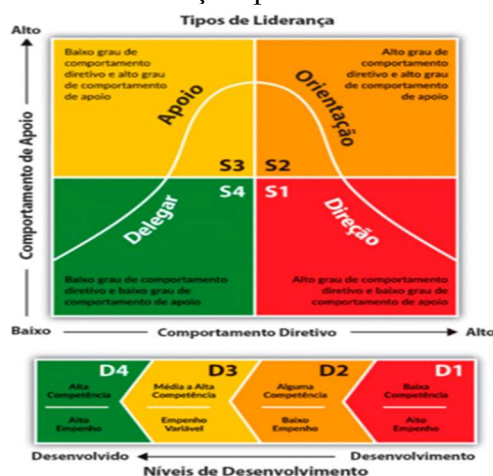 Tipos de Liderança
Alto
Comportamento de Apoio
Baixo grau de
comportamento
diretivo e alto grau
de comportamento
de apoio
Alto grau de
comportamento
diretivo e alto grau
de comportamento
de apoio
Apoio
Orientação
S3
S2
S4
S1
Delegar
Direção
Baixo grau de comportamento
diretivo e baixo grau de
comportamento de apoio
Alto grau de comportamento
diretivo e baixo grau de
comportamento de apoio
Baixo
Comportamento Diretivo
Alto
D4
Alta
Competência
Alto
Empenho
D3
Média a Alta
Competência
Empenho
Variável
D2
Alguma
Competência
Baixo
Empenho
D1
Baixa
Competência
Alto
Empenho
Desenvolvido
Desenvolvimento
Níveis de Desenvolvimento